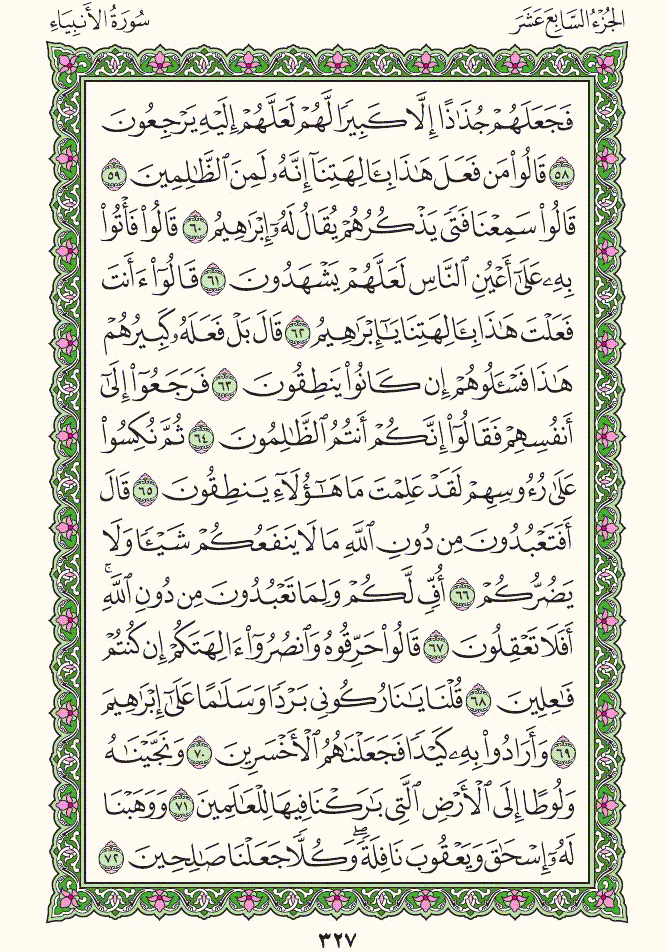 الجُزْءُ السَّابِعَ عَشَرَ
سُورَةُ الأَنبِيَاءِ
فَجَعَلَهُمْ جُذَٰذًا إِلَّا كَبِيرًا لَّهُمْ لَعَلَّهُمْ إِلَيْهِ يَرْجِعُونَ
٥٨ قَالُوا۟ مَن فَعَلَ هَٰذَا بِـَٔالِهَتِنَآ إِنَّهُۥ لَمِنَ ٱلظَّٰلِمِينَ ٥٩
قَالُوا۟ سَمِعْنَا فَتًى يَذْكُرُهُمْ يُقَالُ لَهُۥٓ إِبْرَٰهِيمُ ٦٠ قَالُوا۟ فَأْتُوا۟
بِهِۦ عَلَىٰٓ أَعْيُنِ ٱلنَّاسِ لَعَلَّهُمْ يَشْهَدُونَ ٦١ قَالُوٓا۟ ءَأَنتَ
فَعَلْتَ هَٰذَا بِـَٔالِهَتِنَا يَٰٓإِبْرَٰهِيمُ ٦٢ قَالَ بَلْ فَعَلَهُۥ كَبِيرُهُمْ
هَٰذَا فَسْـَٔلُوهُمْ إِن كَانُوا۟ يَنطِقُونَ ٦٣ فَرَجَعُوٓا۟ إِلَىٰٓ
أَنفُسِهِمْ فَقَالُوٓا۟ إِنَّكُمْ أَنتُمُ ٱلظَّٰلِمُونَ ٦٤ ثُمَّ نُكِسُوا۟
عَلَىٰ رُءُوسِهِمْ لَقَدْ عَلِمْتَ مَا هَٰٓؤُلَآءِ يَنطِقُونَ ٦٥ قَالَ
أَفَتَعْبُدُونَ مِن دُونِ ٱللَّهِ مَا لَا يَنفَعُكُمْ شَيْـًٔا وَلَا
يَضُرُّكُمْ ٦٦ أُفٍّ لَّكُمْ وَلِمَا تَعْبُدُونَ مِن دُونِ ٱللَّهِ ۚ
أَفَلَا تَعْقِلُونَ ٦٧ قَالُوا۟ حَرِّقُوهُ وَٱنصُرُوٓا۟ ءَالِهَتَكُمْ إِن كُنتُمْ
فَٰعِلِينَ ٦٨ قُلْنَا يَٰنَارُ كُونِى بَرْدًا وَسَلَٰمًا عَلَىٰٓ إِبْرَٰهِيمَ
٦٩ وَأَرَادُوا۟ بِهِۦ كَيْدًا فَجَعَلْنَٰهُمُ ٱلْأَخْسَرِينَ ٧٠ وَنَجَّيْنَٰهُ
وَلُوطًا إِلَى ٱلْأَرْضِ ٱلَّتِى بَٰرَكْنَا فِيهَا لِلْعَٰلَمِينَ ٧١ وَوَهَبْنَا
لَهُۥٓ إِسْحَٰقَ وَيَعْقُوبَ نَافِلَةً ۖ وَكُلًّا جَعَلْنَا صَٰلِحِينَ ٧٢
٣٢٧